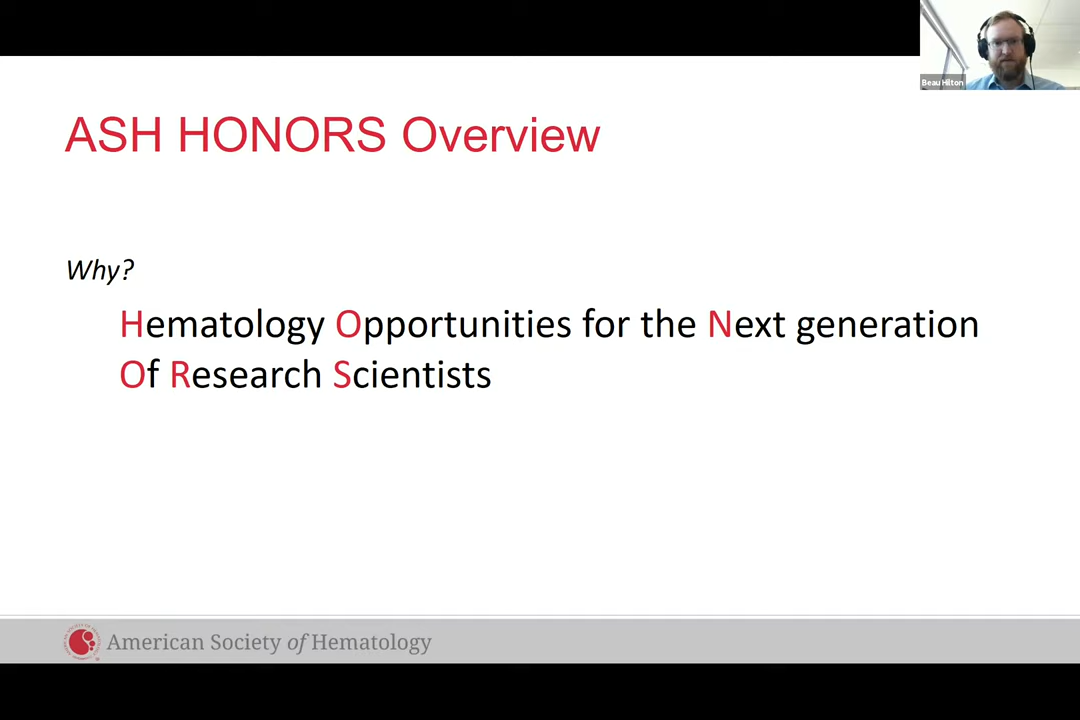 Beau Hilton
ASH HONORS Overview
Why?
Hematology Opportunities for the Next generation
Of Research Scientists
American Society of Hematology